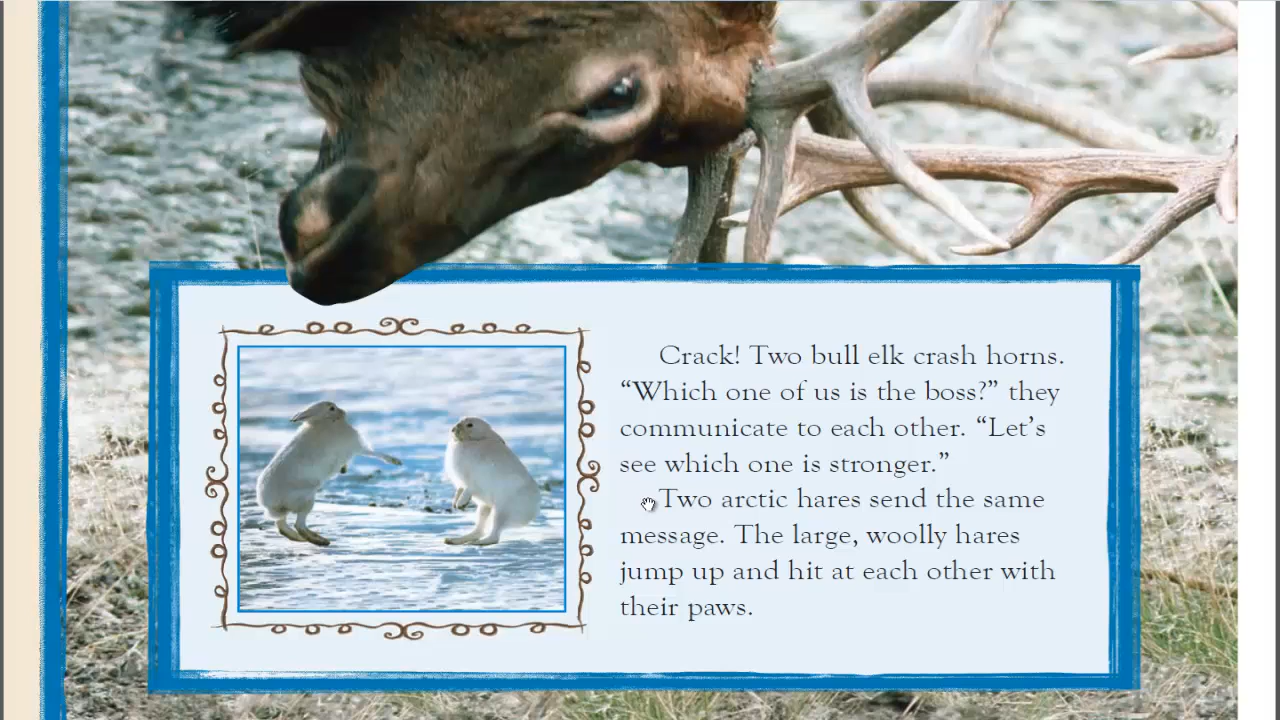 Crack! Two bull elk crash horns.
“Which one of us is the boss?” they
communicate to each other. “Let’s
see which one is stronger.”
Two arctic hares send the same
message. The large, woolly hares
jump up and hit at each other with
their paws.